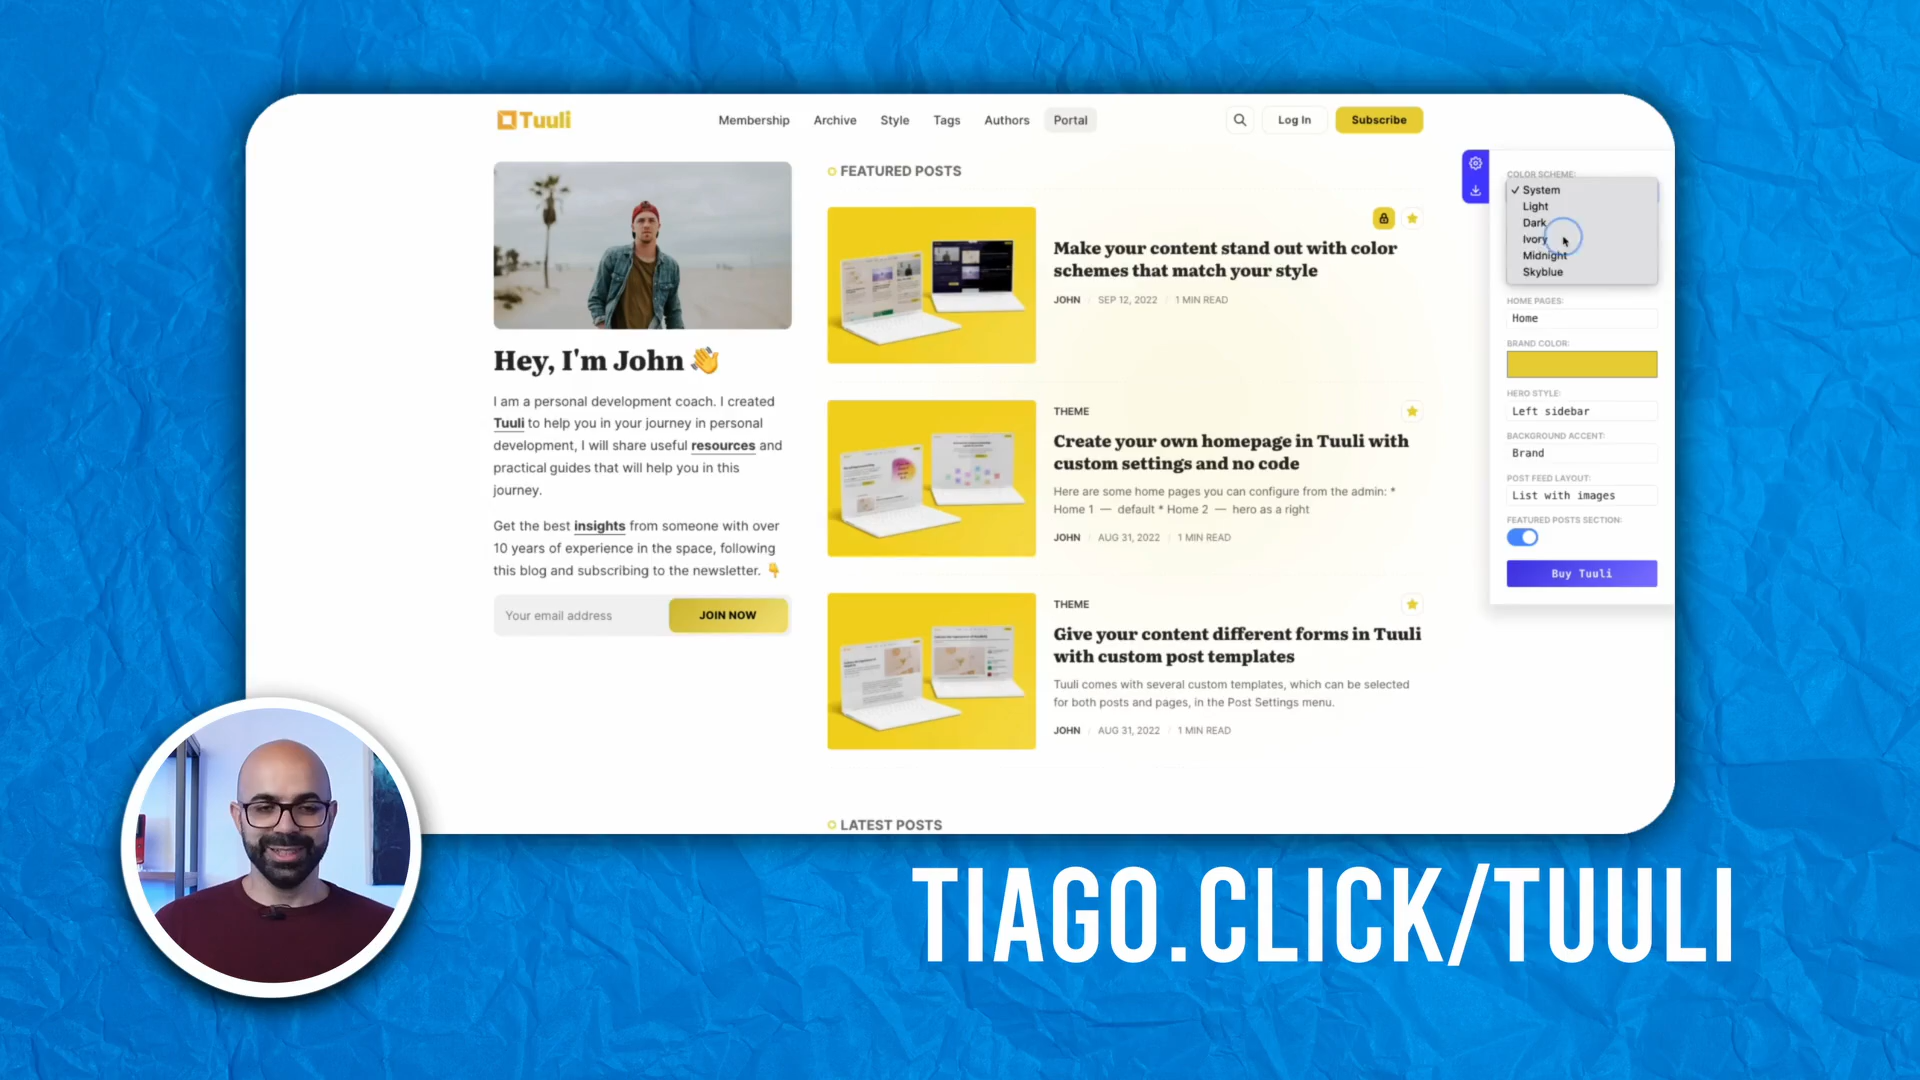 Tuuli
Membership
Archive
Style
Tags
Authors
Portal
Log In
Subscribe
Hey, I'm John 👋
I am a personal development coach. I created
Tuuli to help you in your journey in personal
development, I will share useful resources and
practical guides that will help you in this
journey.
Get the best insights from someone with over
10 years of experience in the space, following
this blog and subscribing to the newsletter. 👇
Your email address
JOIN NOW
FEATURED POSTS
Make your content stand out with color
schemes that match your style
JOHN / SEP 12, 2022 / 1 MIN READ
THEME
Create your own homepage in Tuuli with
custom settings and no code
Here are some home pages you can configure from the admin: *
Home 1 — default * Home 2 — hero as a right
JOHN / AUG 31, 2022 / 1 MIN READ
THEME
Give your content different forms in Tuuli
with custom post templates
Tuuli comes with several custom templates, which can be selected
for both posts and pages, in the Post Settings menu.
JOHN / AUG 31, 2022 / 1 MIN READ
LATEST POSTS
COLOR SCHEME:
✓ System
Light
Dark
Ivory
Midnight
Skyblue
HOME PAGES:
Home
BRAND COLOR:
HERO STYLE:
Left sidebar
BACKGROUND ACCENT:
Brand
POST FEED LAYOUT:
List with images
FEATURED POSTS SECTION:
Buy Tuuli
TIAGO.CLICK/TUULI